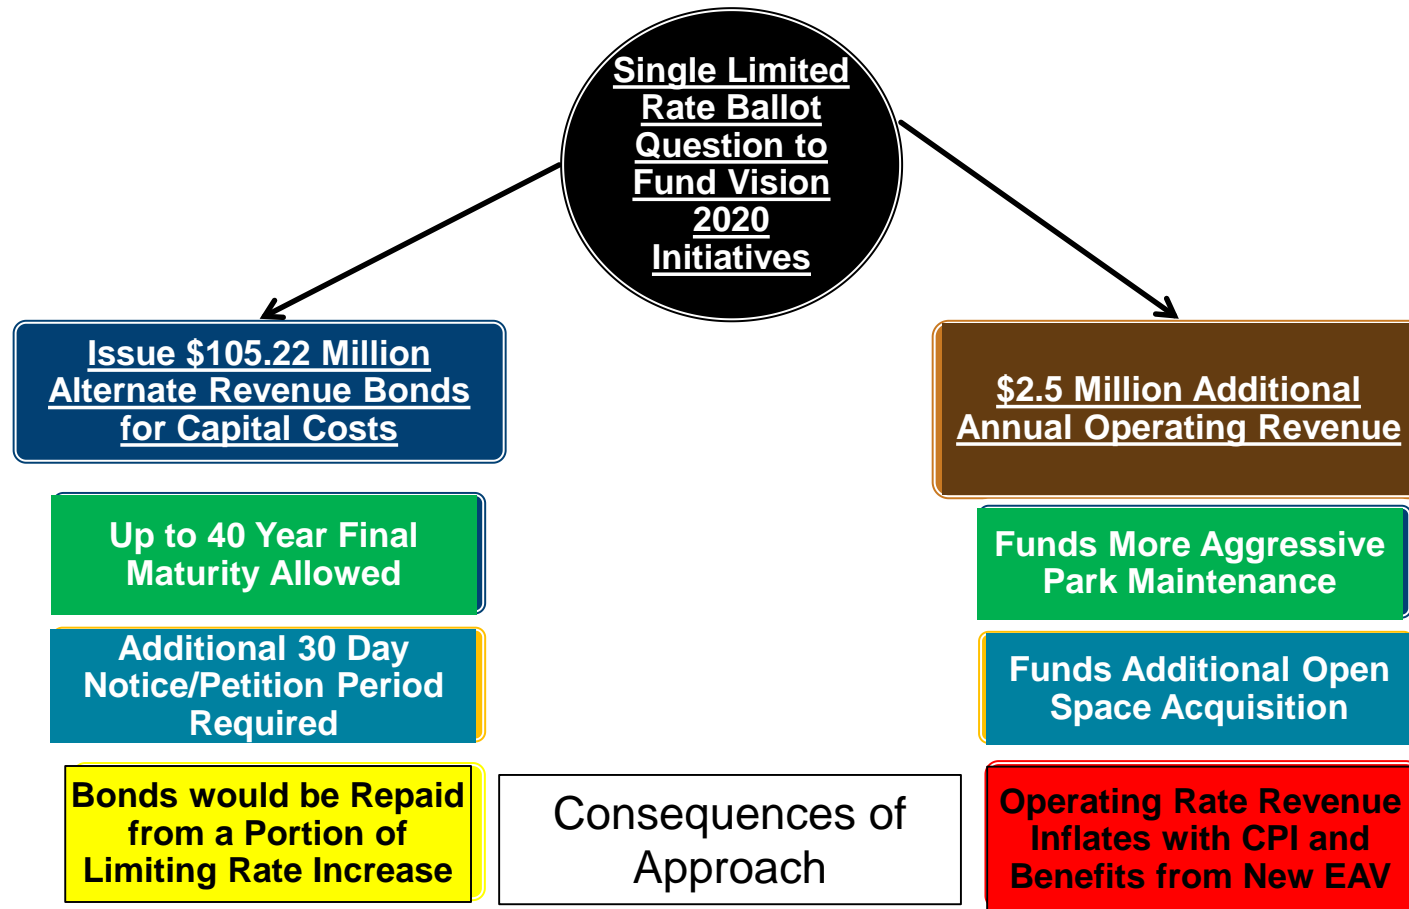 Single Limited
Rate Ballot
Question to
Fund Vision
2020
Initiatives
Issue $105.22 Million
Alternate Revenue Bonds
for Capital Costs
Up to 40 Year Final
Maturity Allowed
Additional 30 Day
Notice/Petition Period
Required
Bonds would be Repaid
from a Portion of
Limiting Rate Increase
Consequences of
Approach
$2.5 Million Additional
Annual Operating Revenue
Funds More Aggressive
Park Maintenance
Funds Additional Open
Space Acquisition
Operating Rate Revenue
Inflates with CPI and
Benefits from New EAV